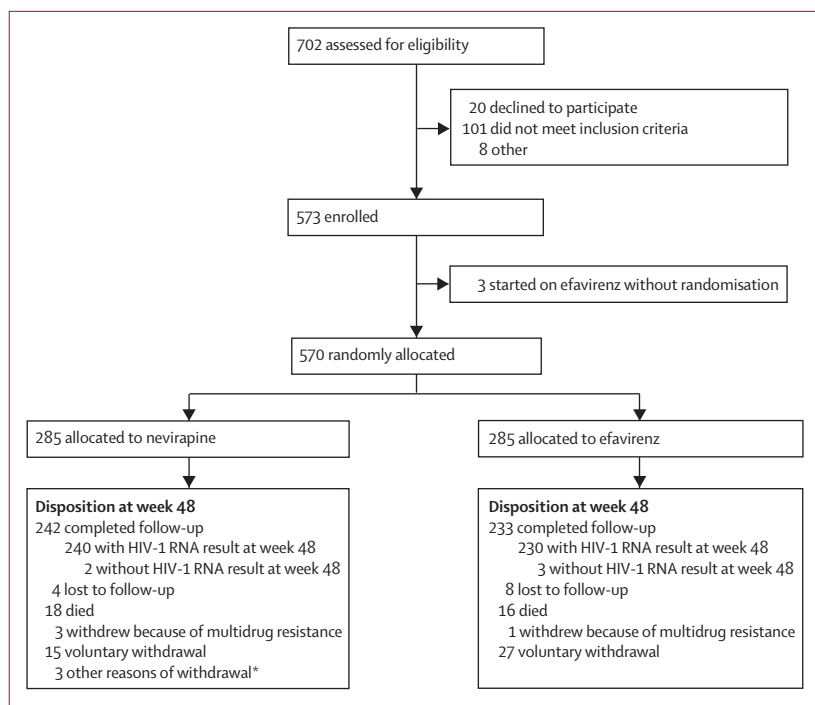 702 assessed for eligibility
20 declined to participate
101 did not meet inclusion criteria
8 other
573 enrolled
3 started on efavirenz without randomisation
570 randomly allocated
285 allocated to nevirapine
285 allocated to efavirenz
Disposition at week 48
242 completed follow-up
240 with HIV-1 RNA result at week 48
2 without HIV-1 RNA result at week 48
4 lost to follow-up
18 died
3 withdrew because of multidrug resistance
15 voluntary withdrawal
3 other reasons of withdrawal*
Disposition at week 48
233 completed follow-up
230 with HIV-1 RNA result at week 48
3 without HIV-1 RNA result at week 48
8 lost to follow-up
16 died
1 withdrew because of multidrug resistance
27 voluntary withdrawal